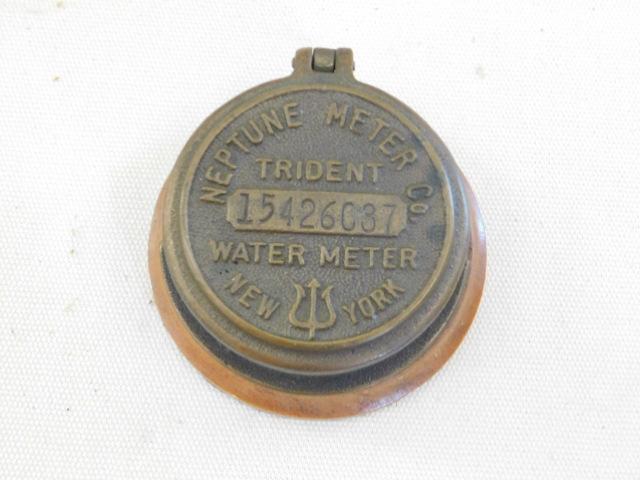 NEPTUNE METER Co.
TRIDENT
15426037
WATER METER
NEW YORK